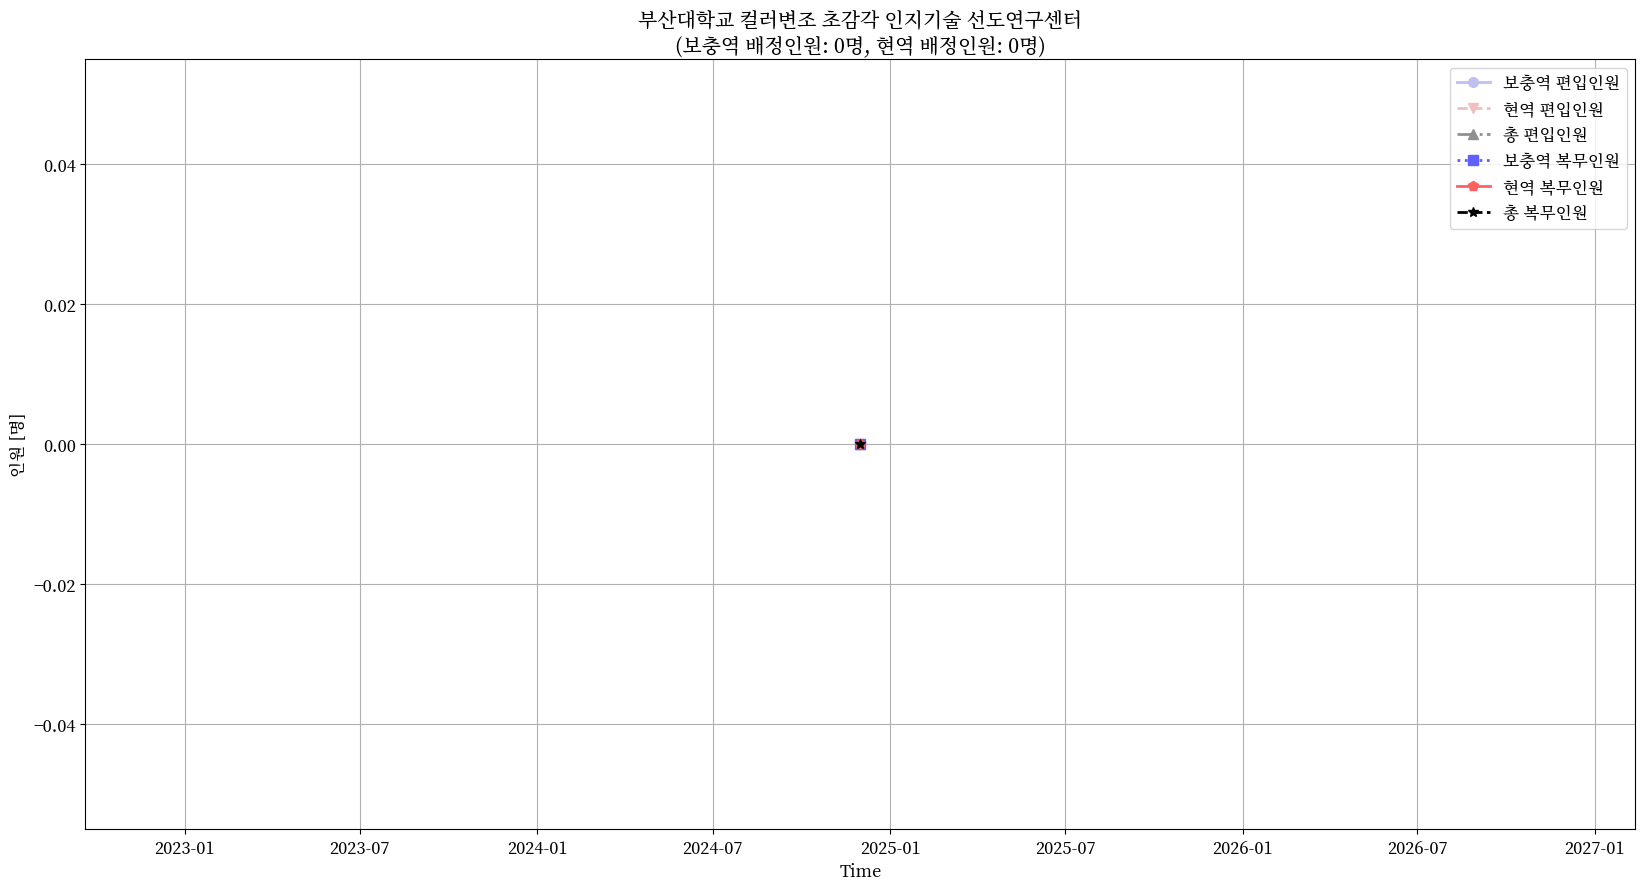 부산대학교 컬러변조 초감각 인지기술 선도연구센터
(보충역 배정인원: 0명, 현역 배정인원: 0명)
보충역 편입인원
현역 편입인원
총 편입인원
보충역 복무인원
현역 복무인원
총 복무인원
0.04
0.02
0.00
−0.02
−0.04
인원 [명]
2023-01 2023-07 2024-01 2024-07 2025-01 2025-07 2026-01 2026-07 2027-01
Time